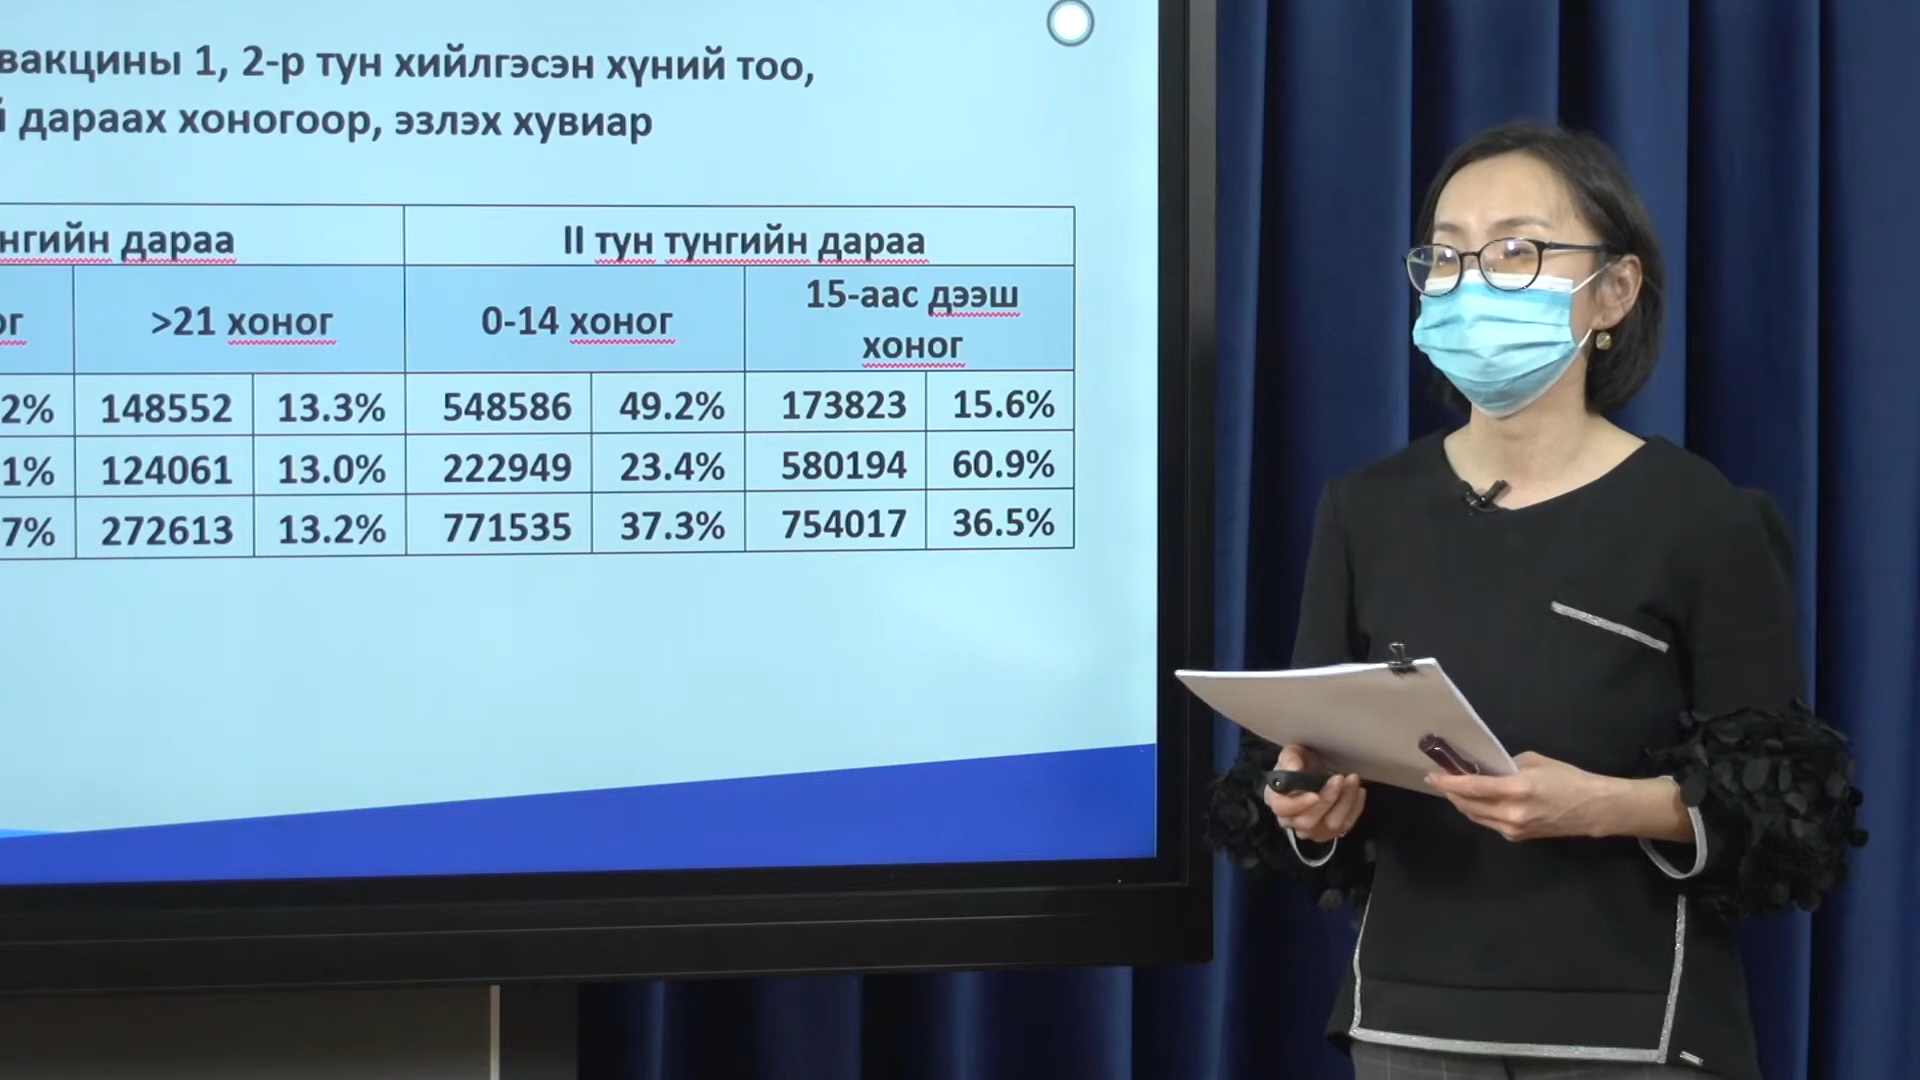 вакцины 1, 2-р тун хийлгэсэн хүний тоо,
дараах хоногоор, эзлэх хувиар
нгийн дараа II тун тунгийн дараа
ог >21 хоног 0-14 хоног 15-аас дээш
хоног
2% 148552 13.3% 548586 49.2% 173823 15.6%
1% 124061 13.0% 222949 23.4% 580194 60.9%
7% 272613 13.2% 771535 37.3% 754017 36.5%